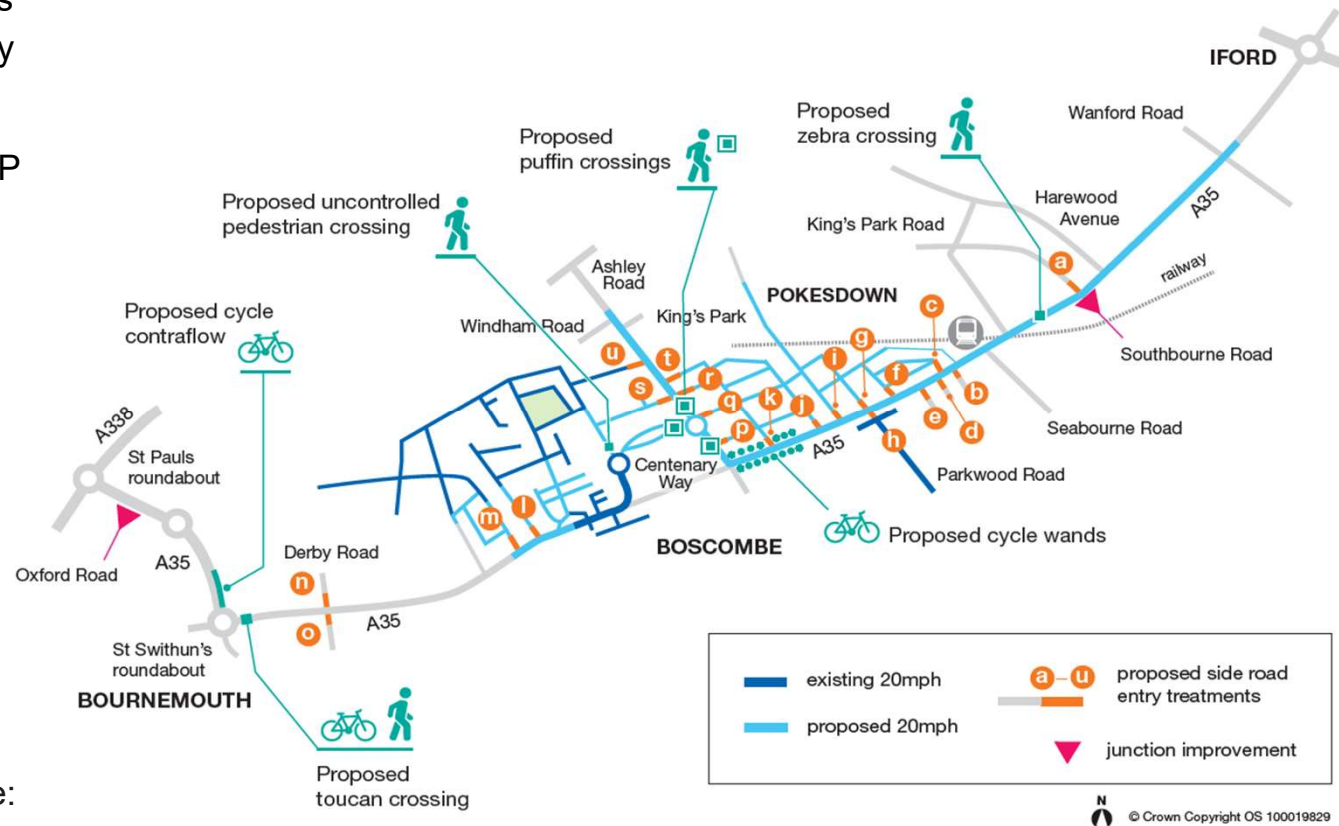 s
y
P
e:
IFORD
Wanford Road
Proposed
zebra crossing
Proposed
puffin crossings
Harewood
Avenue
A35
King's Park Road
Proposed uncontrolled
pedestrian crossing
a
railway
Ashley
Road
POKESDOWN
c
Proposed cycle
contraflow
Windham Road
King's Park
Southbourne Road
u
t
g
i
s
r
f
b
q
k
j
e
d
p
h
A35
Seabourne Road
A338
St Pauls
roundabout
Centenary
Way
Parkwood Road
m
l
Proposed cycle wands
BOSCOMBE
Oxford Road
A35
Derby Road
n
o
A35
St Swithun's
roundabout
BOURNEMOUTH
Proposed
toucan crossing
existing 20mph
proposed 20mph
a
u
proposed side road
entry treatments
junction improvement
N
© Crown Copyright OS 100019829